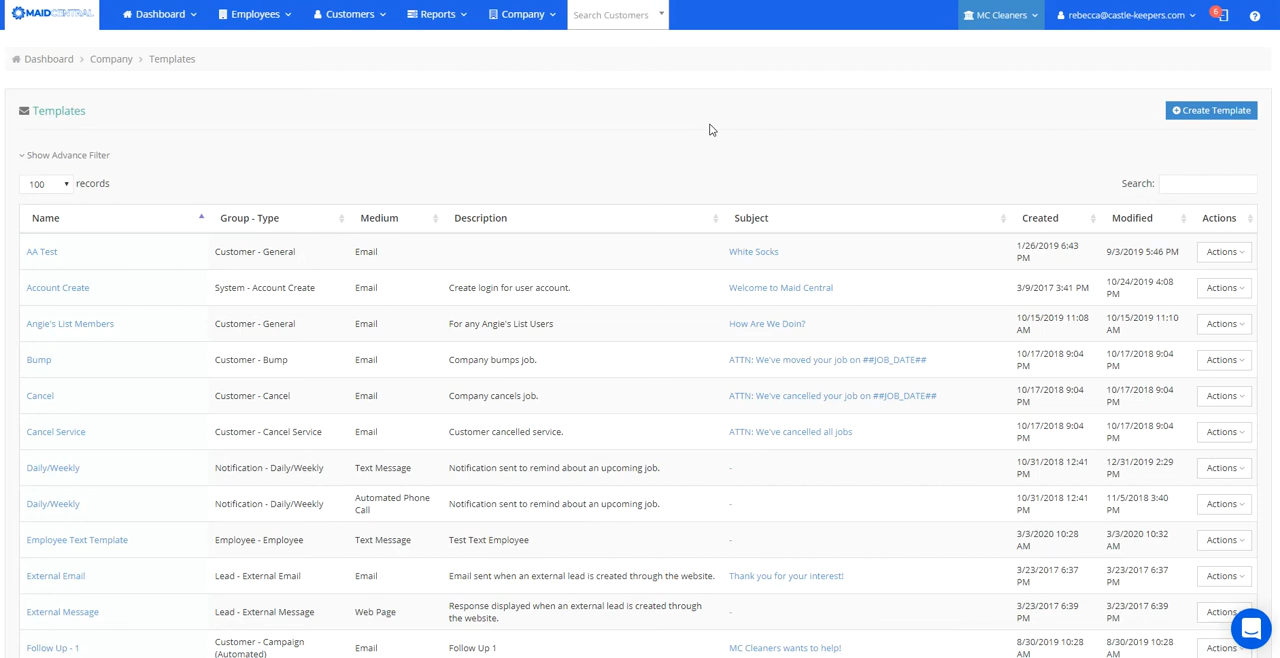 MAIDCENTRAL Dashboard Employees Customers Reports Company Search Customers MC Cleaners rebecca@castle-keepers.com 6
Dashboard > Company > Templates
Templates Create Template
Show Advance Filter
100 records Search:
Name Group - Type Medium Description Subject Created Modified Actions
AA Test Customer - General Email White Socks 1/26/2019 6:43 PM 9/3/2019 5:46 PM Actions
Account Create System - Account Create Email Create login for user account. Welcome to Maid Central 3/9/2017 3:41 PM 10/24/2019 4:08 PM Actions
Angie's List Members Customer - General Email For any Angie's List Users How Are We Doin? 10/15/2019 11:08 AM 10/15/2019 11:10 AM Actions
Bump Customer - Bump Email Company bumps job. ATTN: We've moved your job on ##JOB_DATE## 10/17/2018 9:04 PM 10/17/2018 9:04 PM Actions
Cancel Customer - Cancel Email Company cancels job. ATTN: We've cancelled your job on ##JOB_DATE## 10/17/2018 9:04 PM 10/17/2018 9:04 PM Actions
Cancel Service Customer - Cancel Service Email Customer cancelled service. ATTN: We've cancelled all jobs 10/17/2018 9:04 PM 10/17/2018 9:04 PM Actions
Daily/Weekly Notification - Daily/Weekly Text Message Notification sent to remind about an upcoming job. - 10/31/2018 12:41 PM 12/31/2019 2:29 PM Actions
Daily/Weekly Notification - Daily/Weekly Automated Phone Call Notification sent to remind about an upcoming job. - 10/31/2018 12:41 PM 11/5/2018 3:40 PM Actions
Employee Text Template Employee - Employee Text Message Test Text Employee - 3/3/2020 10:28 AM 3/3/2020 10:32 AM Actions
External Email Lead - External Email Email Email sent when an external lead is created through the website. Thank you for your interest! 3/23/2017 6:37 PM 3/23/2017 6:37 PM Actions
External Message Lead - External Message Web Page Response displayed when an external lead is created through the website. - 3/23/2017 6:39 PM 3/23/2017 6:39 PM Actions
Follow Up - 1 Customer - Campaign (Automated) Email Follow Up 1 MC Cleaners wants to help! 8/30/2019 10:28 AM 8/30/2019 10:28 AM Actions